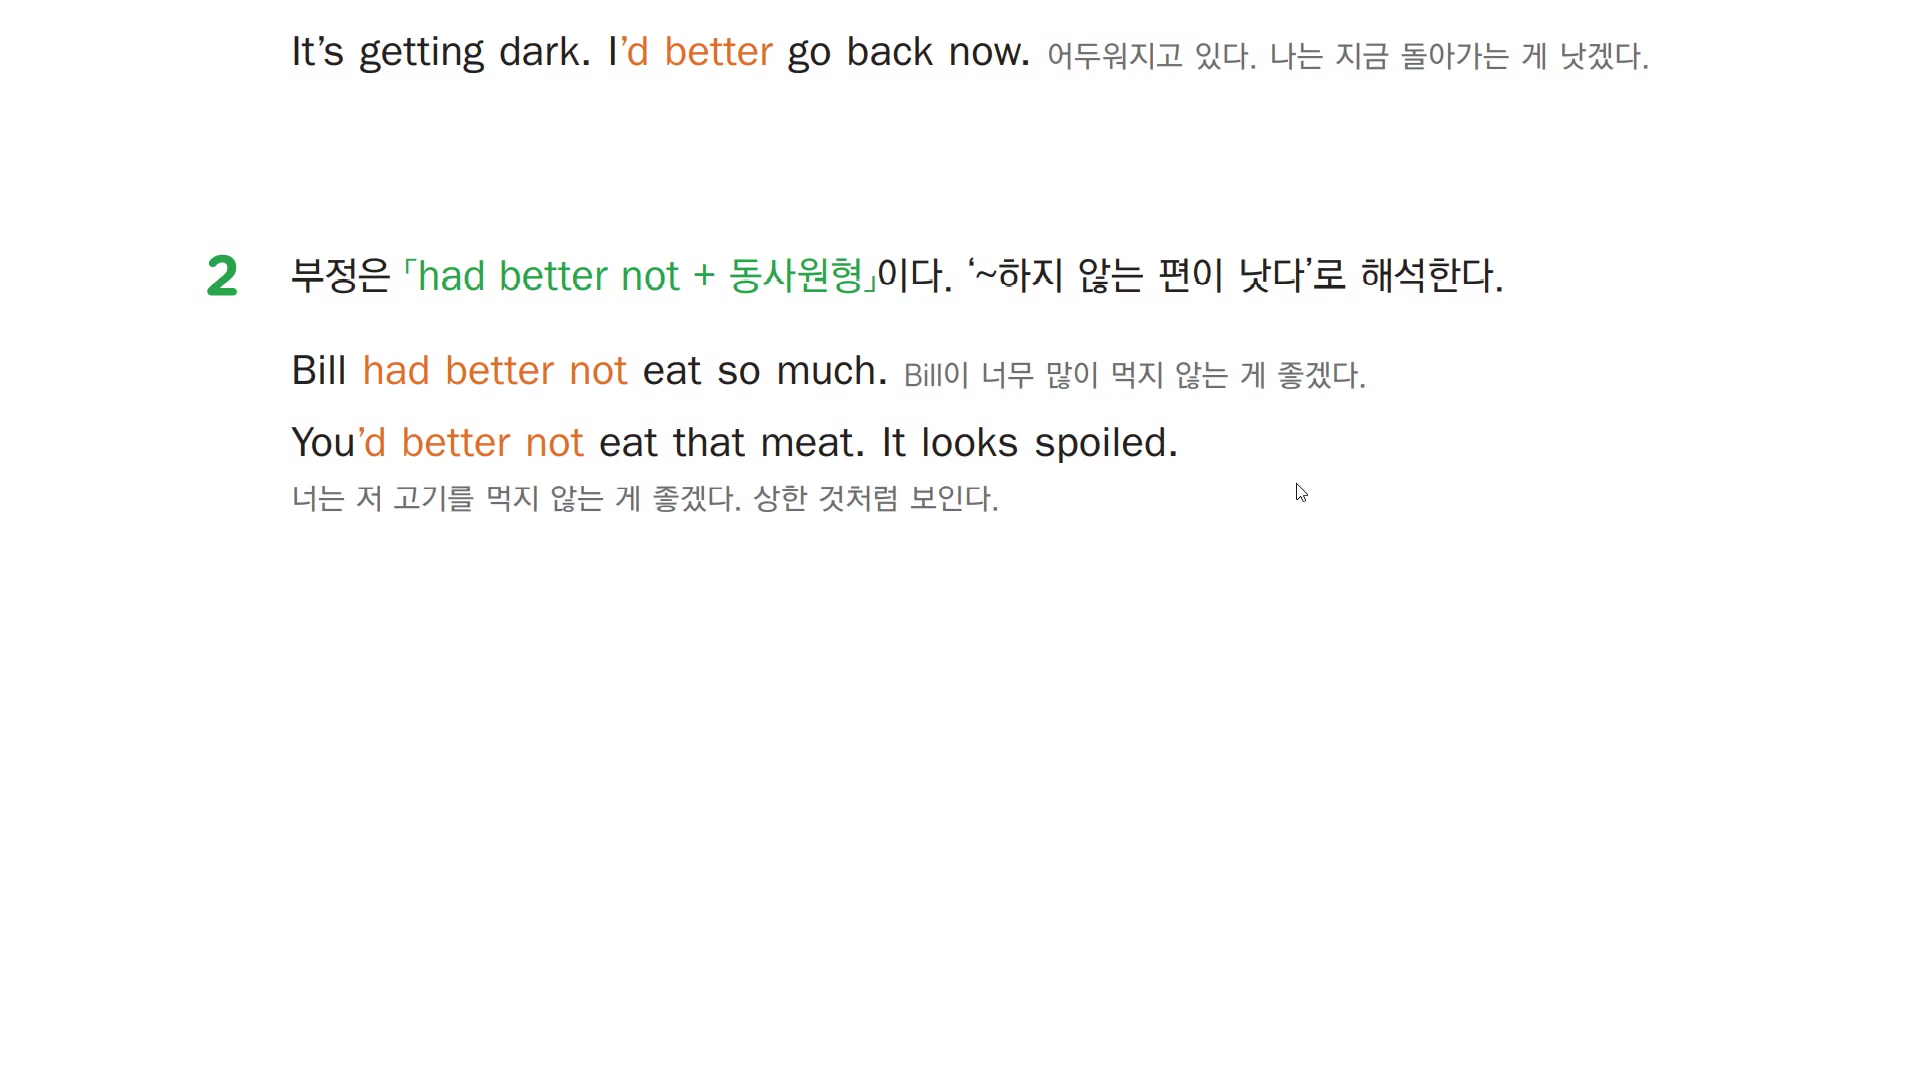 It’s getting dark. I’d better go back now. 어두워지고 있다. 나는 지금 돌아가는 게 낫겠다.
2 부정은 「had better not + 동사원형」이다. ‘~하지 않는 편이 낫다’로 해석한다.
Bill had better not eat so much. Bill이 너무 많이 먹지 않는 게 좋겠다.
You’d better not eat that meat. It looks spoiled.
너는 저 고기를 먹지 않는 게 좋겠다. 상한 것처럼 보인다.